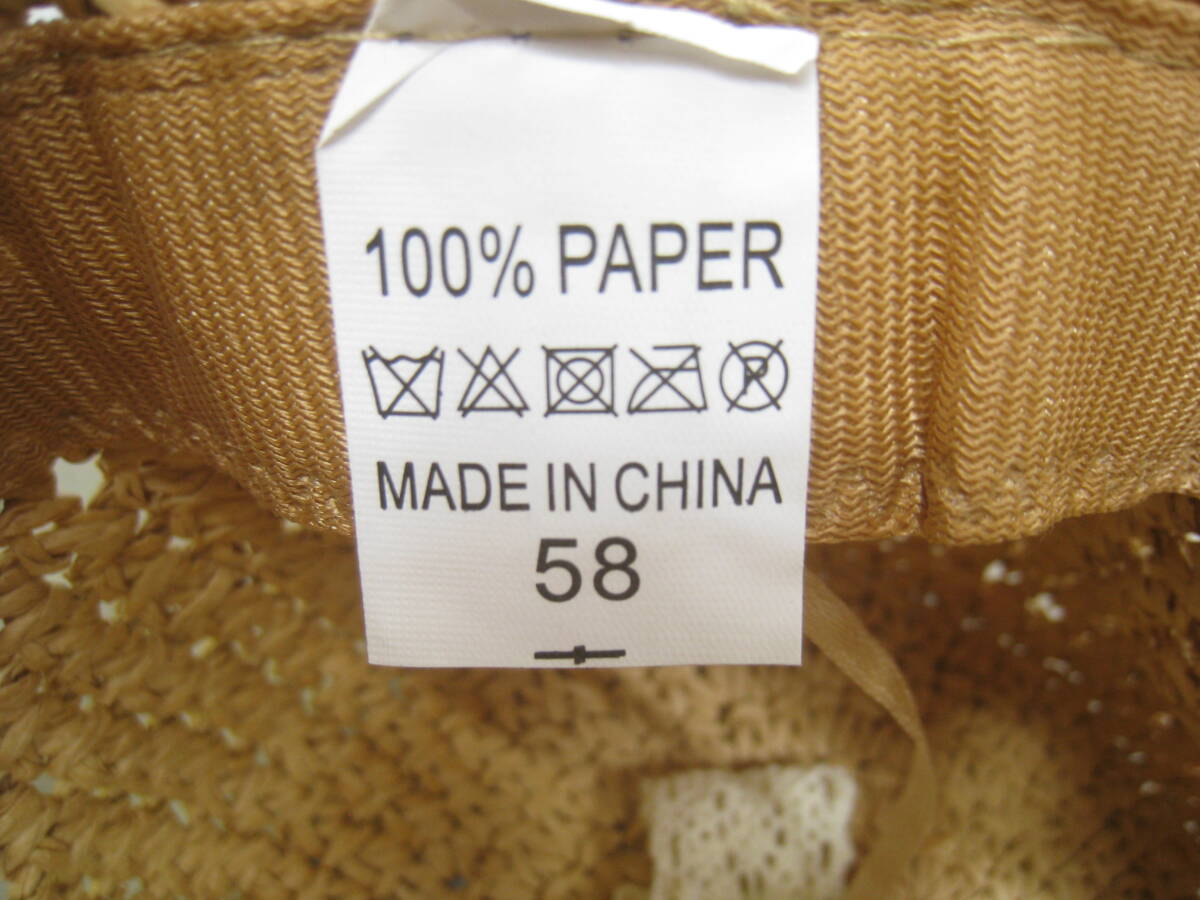 100% PAPER
P
MADE IN CHINA
58